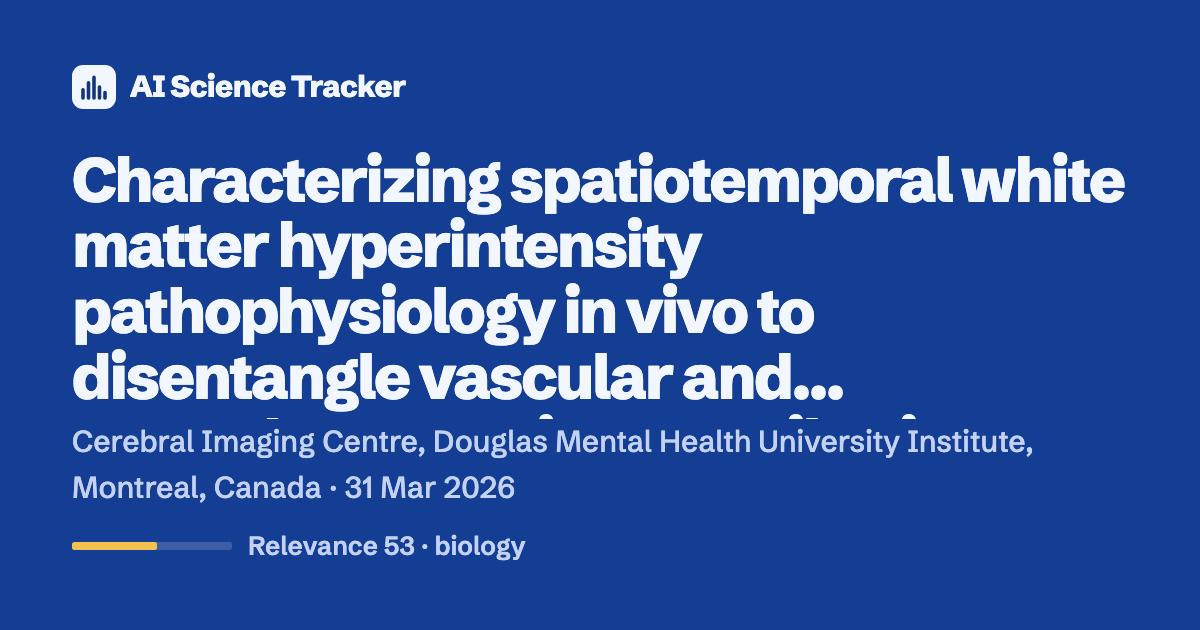 AI Science Tracker
Characterizing spatiotemporal white
matter hyperintensity
pathophysiology in vivo to
disentangle vascular and...
Cerebral Imaging Centre, Douglas Mental Health University Institute,
Montreal, Canada · 31 Mar 2026
Relevance 53 · biology